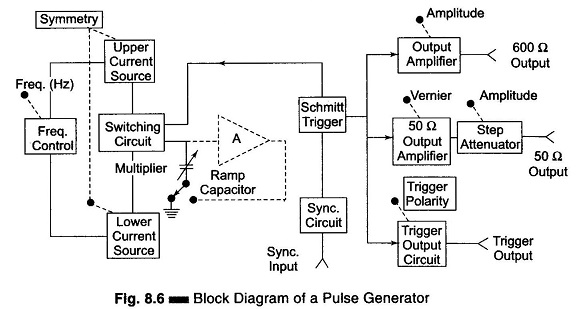 Symmetry
Upper
Current
Source
Freq. (Hz)
Freq.
Control
Switching
Circuit
Multiplier
A
Ramp
Capacitor
Lower
Current
Source
Schmitt
Trigger
Sync.
Circuit
Sync.
Input
Amplitude
Output
Amplifier
600 Ω
Output
Vernier
50 Ω
Output
Amplifier
Amplitude
Step
Attenuator
50 Ω
Output
Trigger
Polarity
Trigger
Output
Circuit
Trigger
Output
Fig. 8.6 Block Diagram of a Pulse Generator